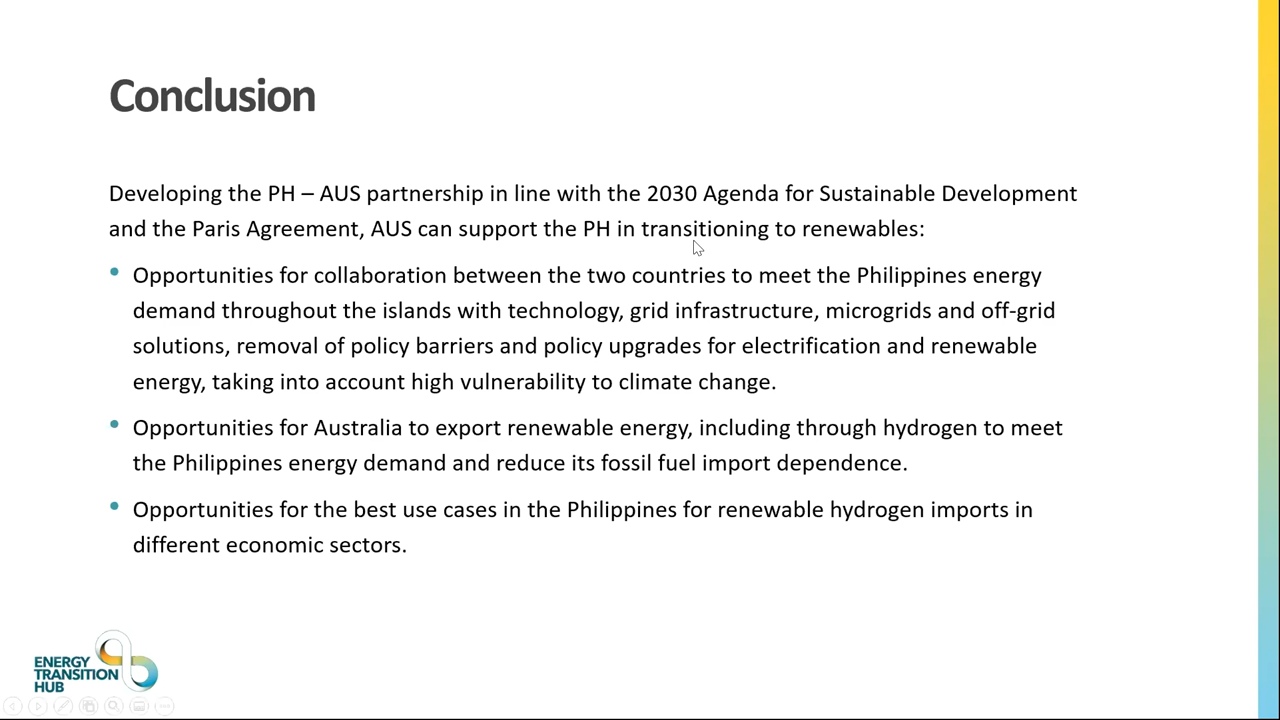 Conclusion
Developing the PH – AUS partnership in line with the 2030 Agenda for Sustainable Development
and the Paris Agreement, AUS can support the PH in transitioning to renewables:
• Opportunities for collaboration between the two countries to meet the Philippines energy
demand throughout the islands with technology, grid infrastructure, microgrids and off-grid
solutions, removal of policy barriers and policy upgrades for electrification and renewable
energy, taking into account high vulnerability to climate change.
• Opportunities for Australia to export renewable energy, including through hydrogen to meet
the Philippines energy demand and reduce its fossil fuel import dependence.
• Opportunities for the best use cases in the Philippines for renewable hydrogen imports in
different economic sectors.
ENERGY
TRANSITION
HUB